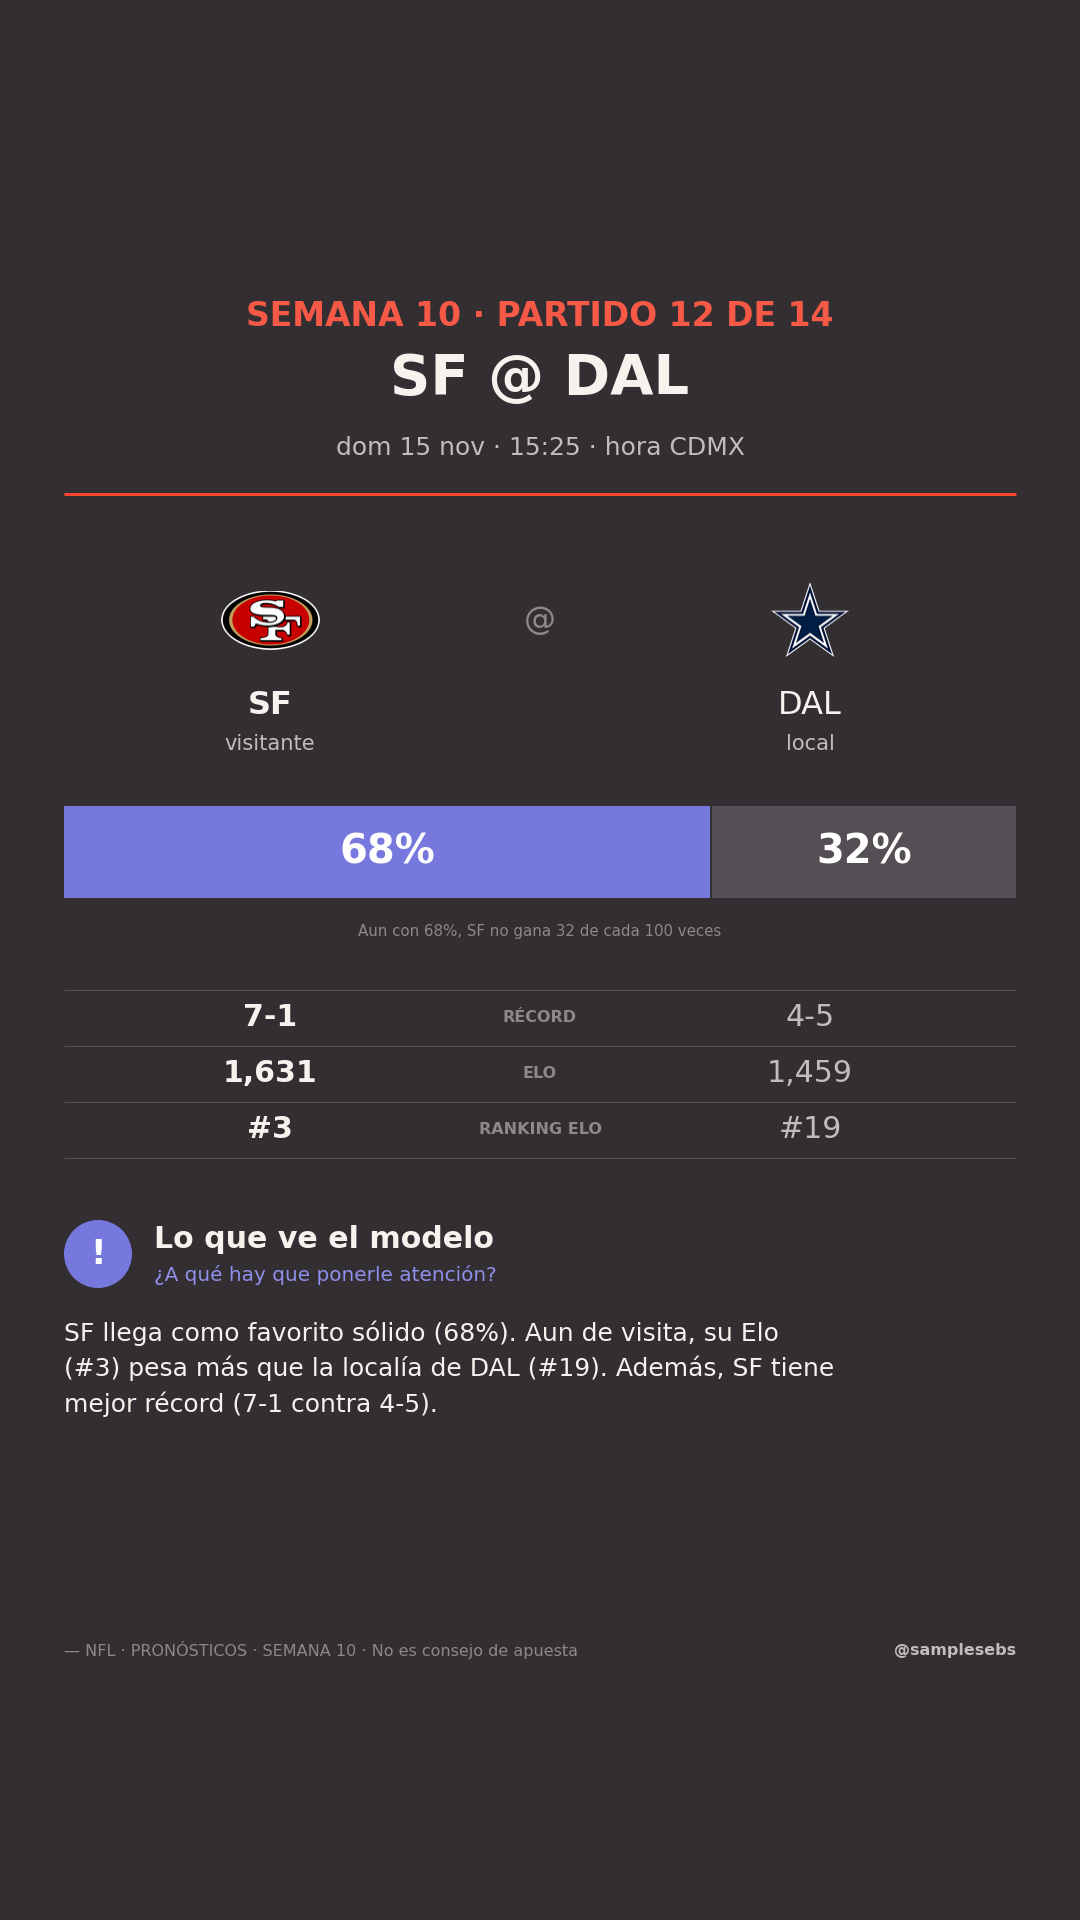 SEMANA 10 · PARTIDO 12 DE 14
SF @ DAL
dom 15 nov · 15:25 · hora CDMX
SF
@
SF
DAL
visitante
local
68%
32%
Aun con 68%, SF no gana 32 de cada 100 veces
7-1
RÉCORD
4-5
1,631
ELO
1,459
#3
RANKING ELO
#19
!
Lo que ve el modelo
¿A qué hay que ponerle atención?
SF llega como favorito sólido (68%). Aun de visita, su Elo
(#3) pesa más que la localía de DAL (#19). Además, SF tiene
mejor récord (7-1 contra 4-5).
— NFL · PRONÓSTICOS · SEMANA 10 · No es consejo de apuesta
@samplesebs